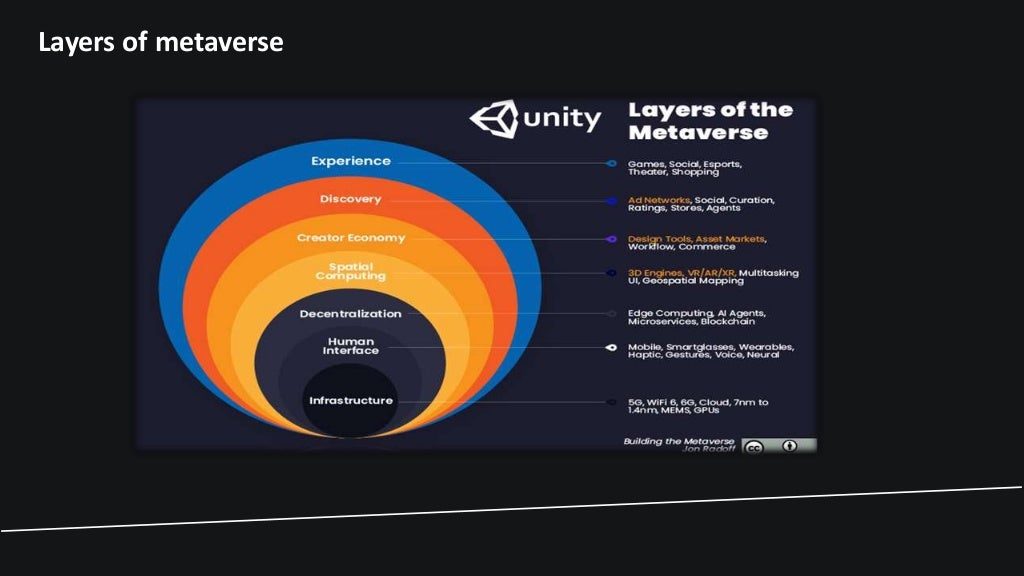 Layers of metaverse
unity
Layers of the
Metaverse
Experience
Games, Social, Esports,
Theater, Shopping
Discovery
Ad Networks, Social, Curation,
Ratings, Stores, Agents
Creator Economy
Design Tools, Asset Markets,
Workflow, Commerce
Spatial
Computing
3D Engines, VR/AR/XR, Multitasking
UI, Geospatial Mapping
Decentralization
Edge Computing, AI Agents,
Microservices, Blockchain
Human
Interface
Mobile, Smartglasses, Wearables,
Haptic, Gestures, Voice, Neural
Infrastructure
5G, WiFi 6, 6G, Cloud, 7nm to
1.4nm, MEMS, GPUs
Building the Metaverse
Jon Radoff
cc